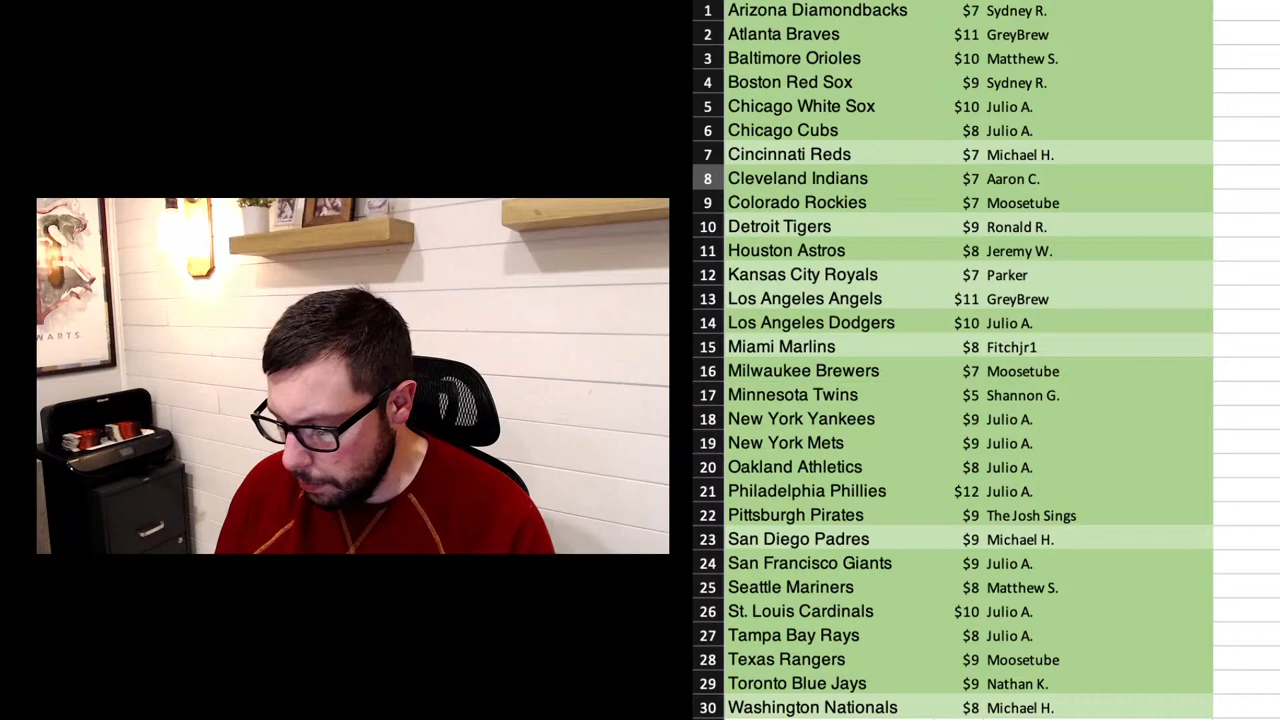 WARTS
1 Arizona Diamondbacks $7 Sydney R.
2 Atlanta Braves $11 GreyBrew
3 Baltimore Orioles $10 Matthew S.
4 Boston Red Sox $9 Sydney R.
5 Chicago White Sox $10 Julio A.
6 Chicago Cubs $8 Julio A.
7 Cincinnati Reds $7 Michael H.
8 Cleveland Indians $7 Aaron C.
9 Colorado Rockies $7 Moosetube
10 Detroit Tigers $9 Ronald R.
11 Houston Astros $8 Jeremy W.
12 Kansas City Royals $7 Parker
13 Los Angeles Angels $11 GreyBrew
14 Los Angeles Dodgers $10 Julio A.
15 Miami Marlins $8 Fitchjr1
16 Milwaukee Brewers $7 Moosetube
17 Minnesota Twins $5 Shannon G.
18 New York Yankees $9 Julio A.
19 New York Mets $9 Julio A.
20 Oakland Athletics $8 Julio A.
21 Philadelphia Phillies $12 Julio A.
22 Pittsburgh Pirates $9 The Josh Sings
23 San Diego Padres $9 Michael H.
24 San Francisco Giants $9 Julio A.
25 Seattle Mariners $8 Matthew S.
26 St. Louis Cardinals $10 Julio A.
27 Tampa Bay Rays $8 Julio A.
28 Texas Rangers $9 Moosetube
29 Toronto Blue Jays $9 Nathan K.
30 Washington Nationals $8 Michael H.